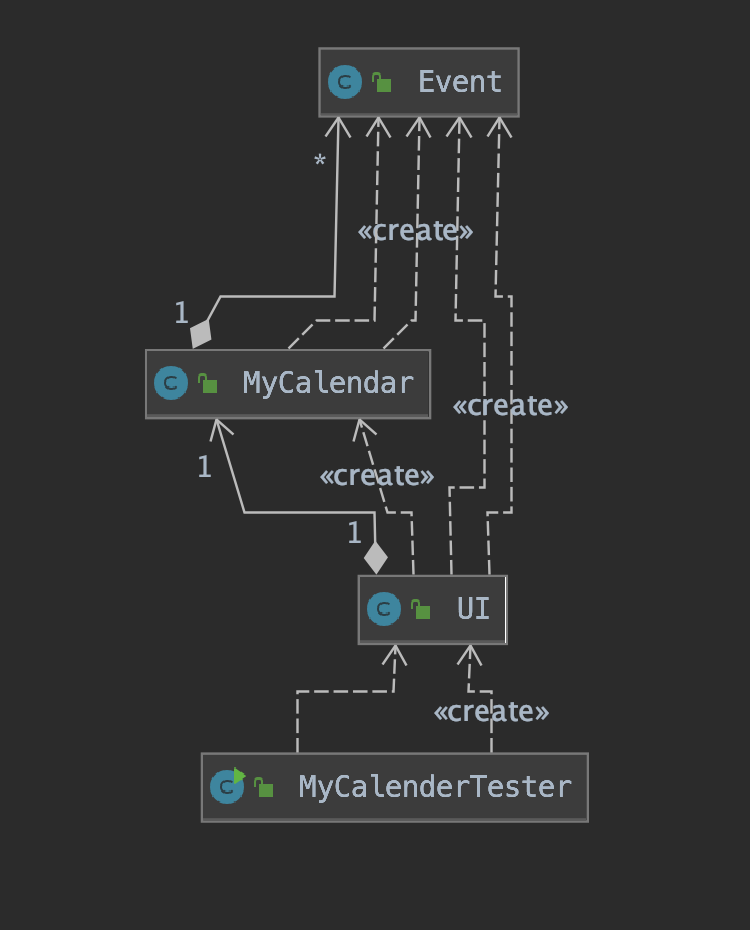 C Event
*
«create»
1
C MyCalendar
«create»
1
«create»
1
C UI
«create»
C MyCalenderTester